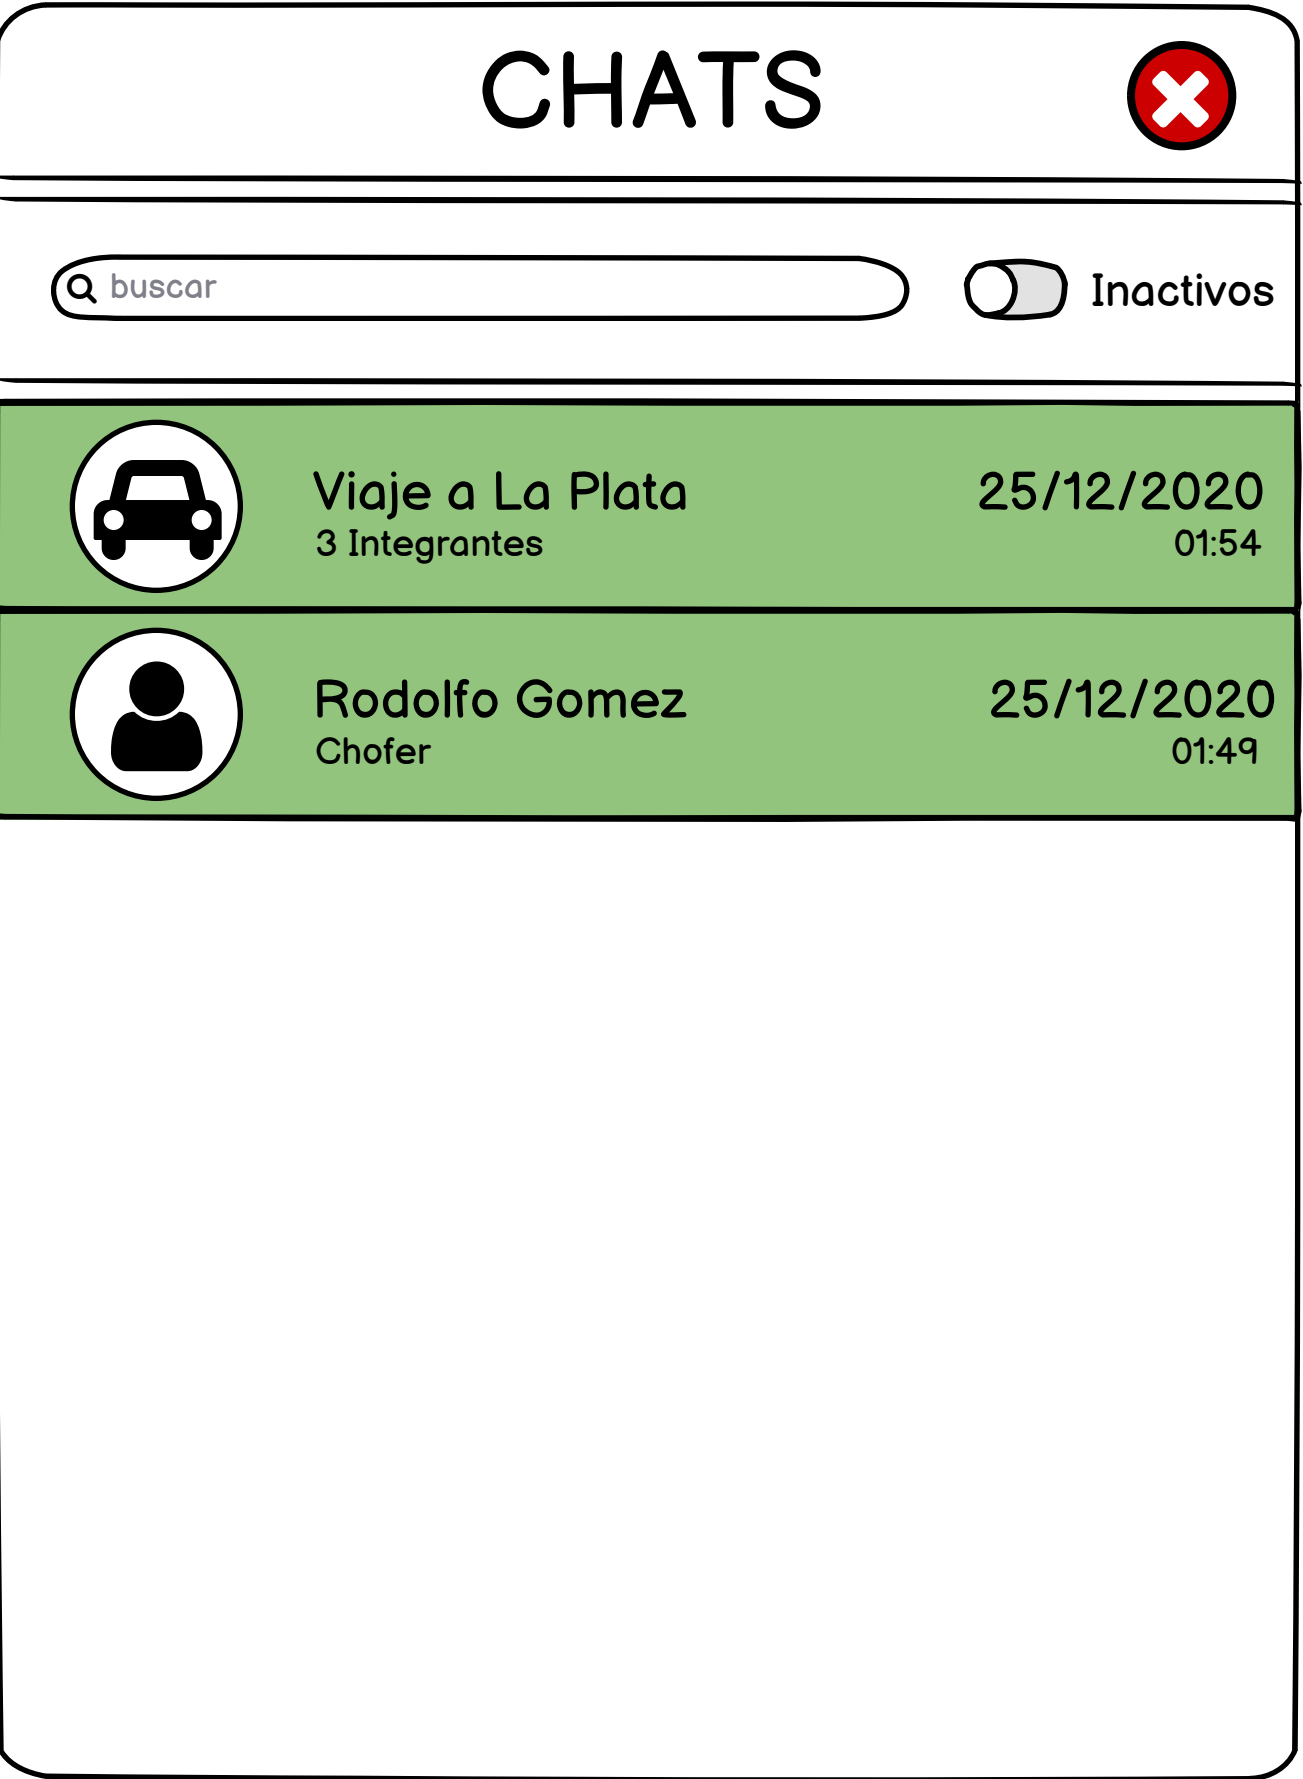 CHATS
buscar
Inactivos
Viaje a La Plata 25/12/2020
3 Integrantes 01:54
Rodolfo Gomez 25/12/2020
Chofer 01:49